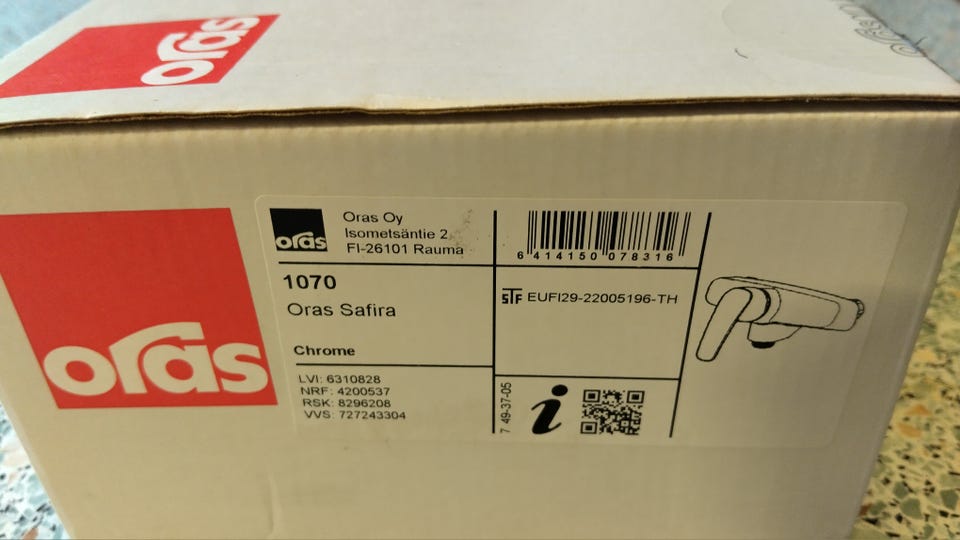 oras
oras
oras
Oras Oy
Isometsäntie 2
FI-26101 Rauma
6 414150 078316
1070
Oras Safira
Chrome
STF EUFI29-22005196-TH
LVI: 6310828
NRF: 4200537
RSK: 8296208
VVS: 727243304
7 49-37-05
i